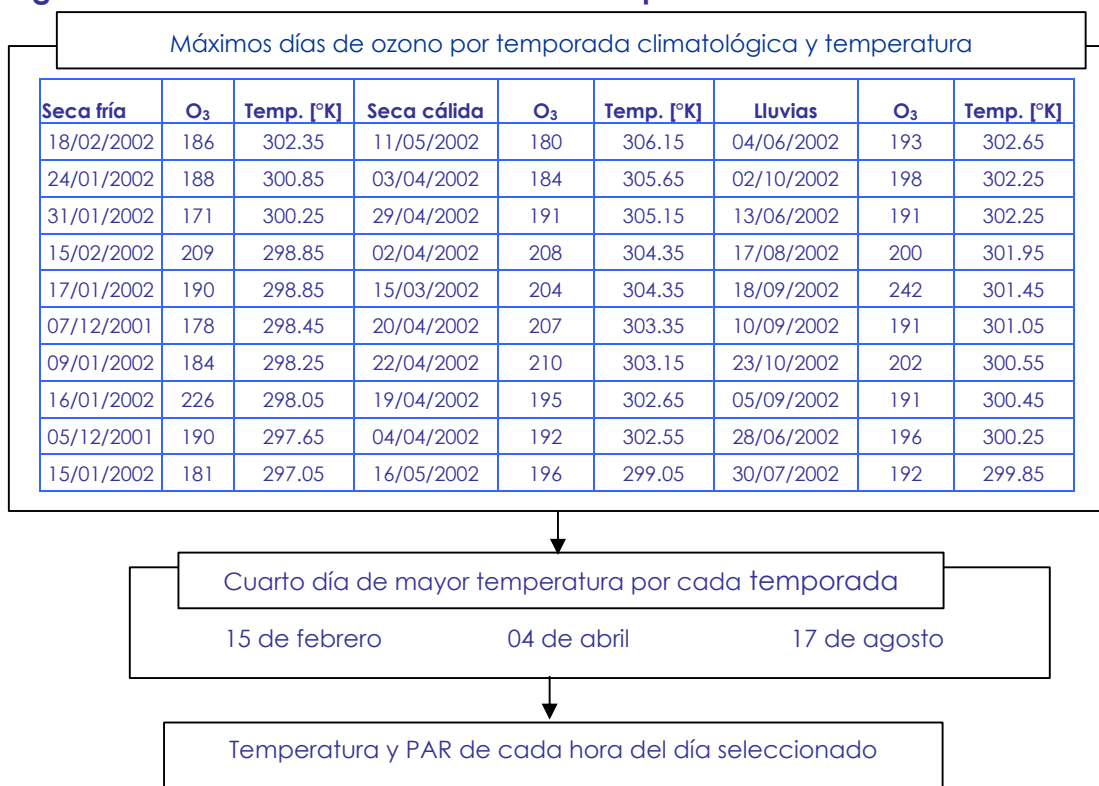 Máximos días de ozono por temporada climatológica y temperatura
Seca fría O₃ Temp. [°K] Seca cálida O₃ Temp. [°K] Lluvias O₃ Temp. [°K]
18/02/2002 186 302.35 11/05/2002 180 306.15 04/06/2002 193 302.65
24/01/2002 188 300.85 03/04/2002 184 305.65 02/10/2002 198 302.25
31/01/2002 171 300.25 29/04/2002 191 305.15 13/06/2002 191 302.25
15/02/2002 209 298.85 02/04/2002 208 304.35 17/08/2002 200 301.95
17/01/2002 190 298.85 15/03/2002 204 304.35 18/09/2002 242 301.45
07/12/2001 178 298.45 20/04/2002 207 303.35 10/09/2002 191 301.05
09/01/2002 184 298.25 22/04/2002 210 303.15 23/10/2002 202 300.55
16/01/2002 226 298.05 19/04/2002 195 302.65 05/09/2002 191 300.45
05/12/2001 190 297.65 04/04/2002 192 302.55 28/06/2002 196 300.25
15/01/2002 181 297.05 16/05/2002 196 299.05 30/07/2002 192 299.85
Cuarto día de mayor temperatura por cada temporada
15 de febrero 04 de abril 17 de agosto
Temperatura y PAR de cada hora del día seleccionado